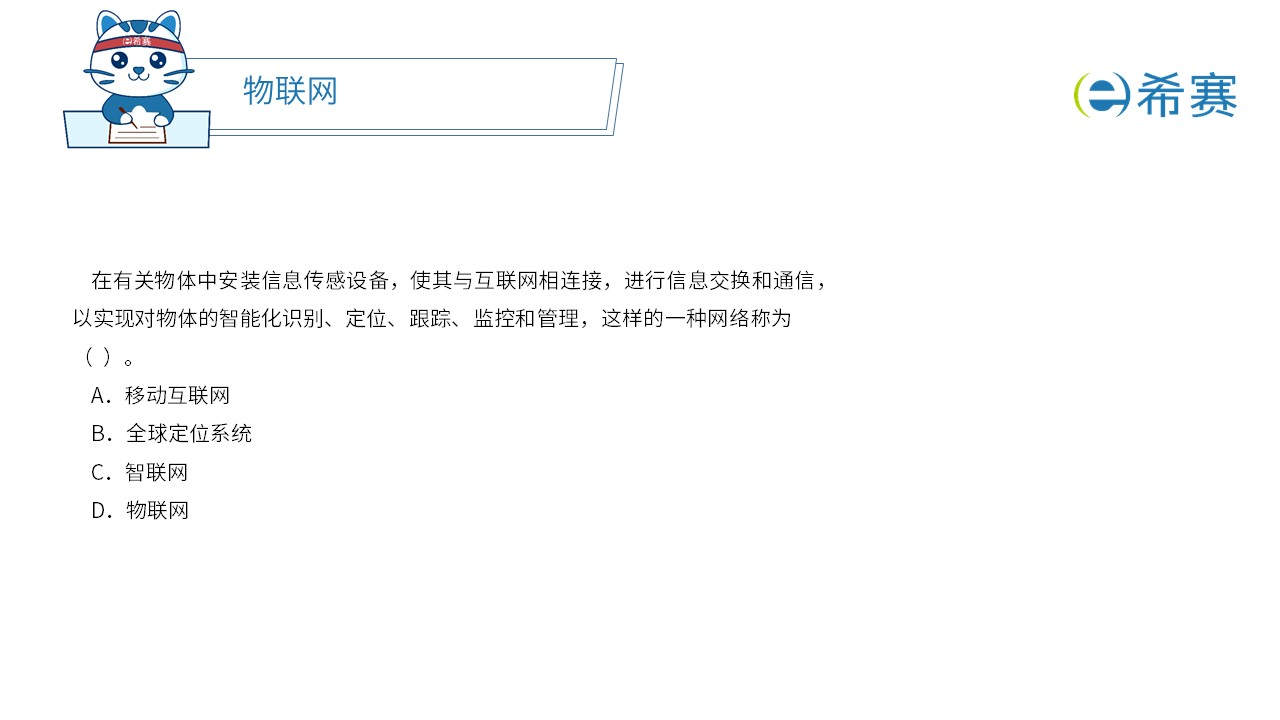 希赛
物联网
希赛
在有关物体中安装信息传感设备，使其与互联网相连接，进行信息交换和通信，
以实现对物体的智能化识别、定位、跟踪、监控和管理，这样的一种网络称为
（ ）。
A．移动互联网
B．全球定位系统
C．智联网
D．物联网